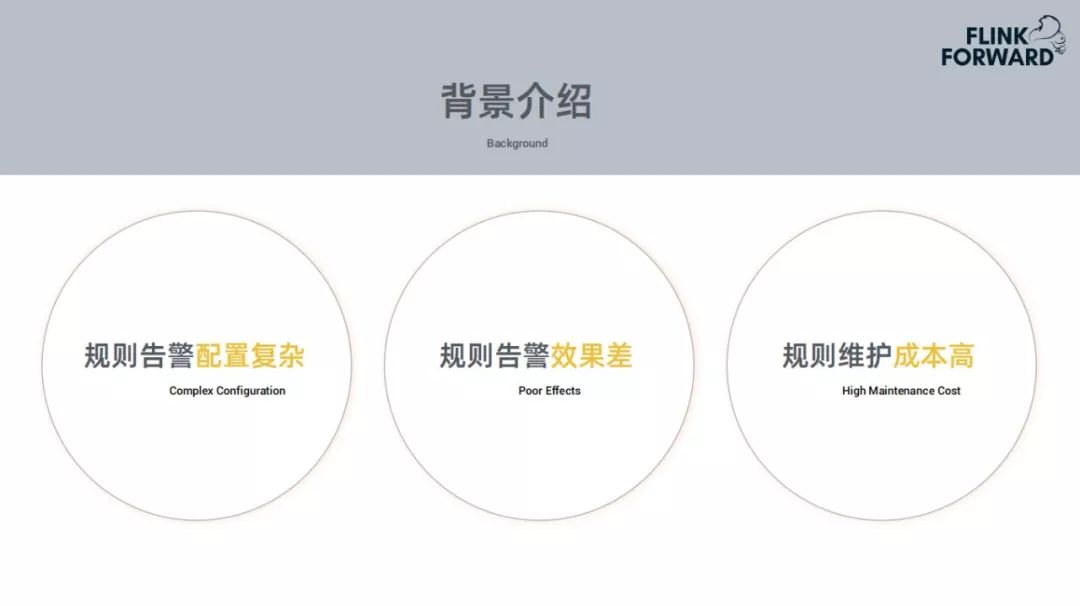 FLINK
FORWARD
背景介绍
Background
规则告警配置复杂
Complex Configuration
规则告警效果差
Poor Effects
规则维护成本高
High Maintenance Cost